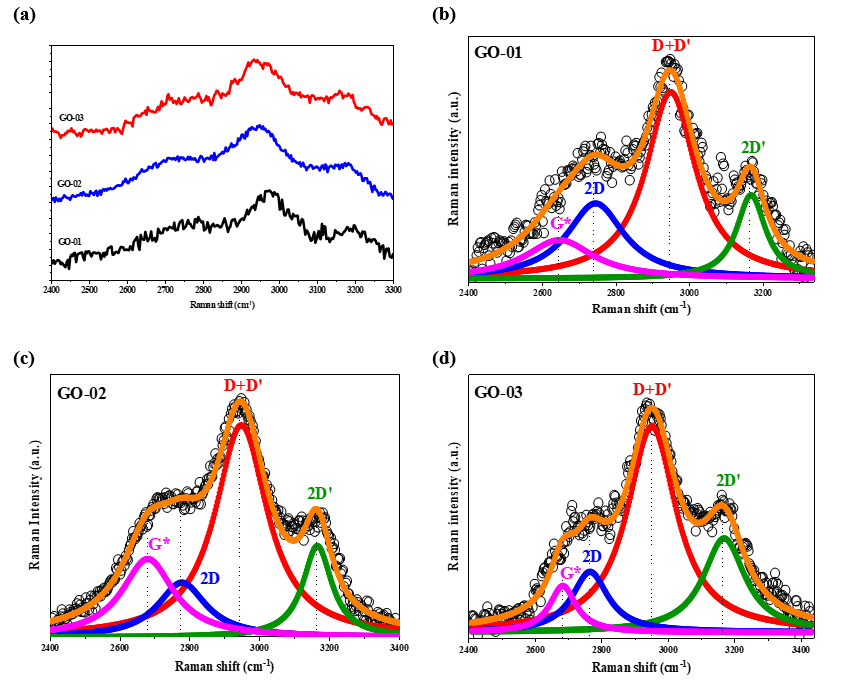 (a)
GO-03
GO-02
GO-01
2400 2500 2600 2700 2800 2900 3000 3100 3200 3300
Raman shift (cm⁻¹)
(b)
GO-01
D+D'
2D
G*
2D'
Raman intensity (a.u.)
2400 2600 2800 3000 3200
Raman shift (cm⁻¹)
(c)
GO-02
D+D'
2D'
G*
2D
Raman Intensity (a.u.)
2400 2600 2800 3000 3200 3400
Raman shift (cm⁻¹)
(d)
GO-03
D+D'
2D'
2D
G*
Raman intensity (a.u.)
2400 2600 2800 3000 3200 3400
Raman shift (cm⁻¹)